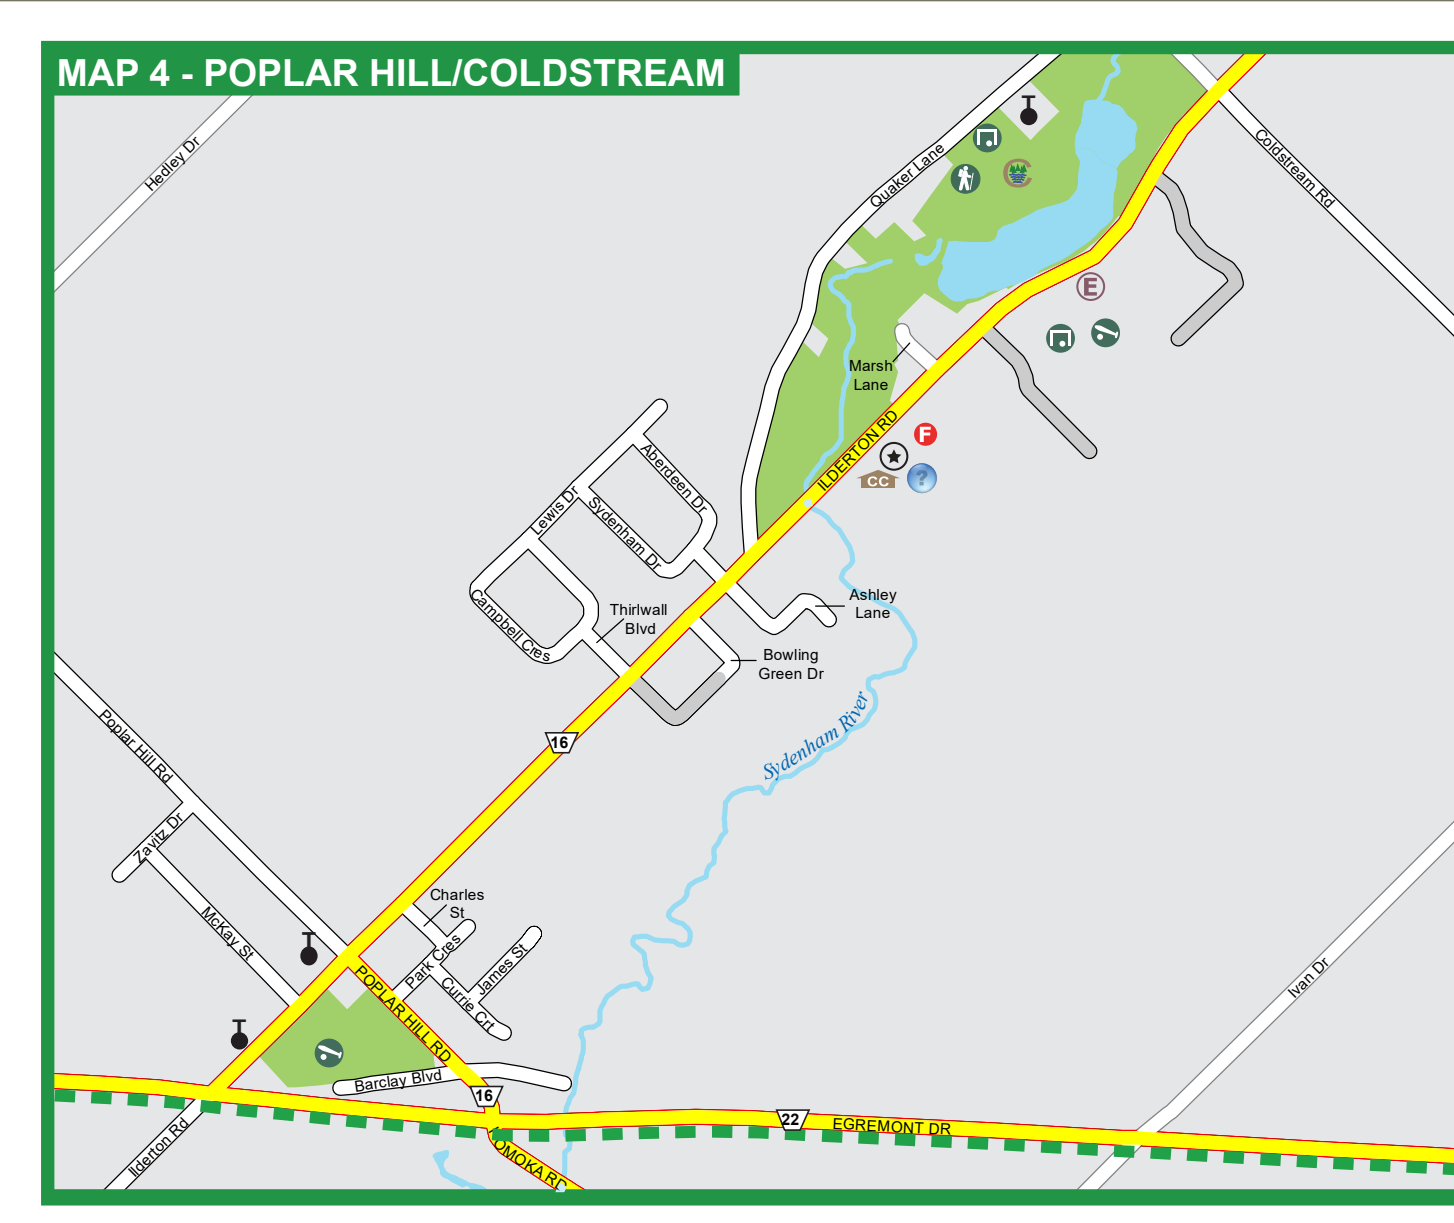 MAP 4 - POPLAR HILL/COLDSTREAM
Hedley Dr
Quaker Lane
Coldstream Rd
E
Marsh
Lane
ILDERTON RD
F
CC
?
Aberdeen Dr
Lewis Dr
Sydenham Dr
Campbell Cres
Thirlwall
Blvd
Ashley
Lane
Bowling
Green Dr
Sydenham River
16
Poplar Hill Rd
Zavitz Dr
McKay St
Charles
St
Park Cres
James St
Currie Crt
POPLAR HILL RD
Ivan Dr
Barclay Blvd
16
22
EGREMONT DR
Ilderton Rd
KOMOKA RD